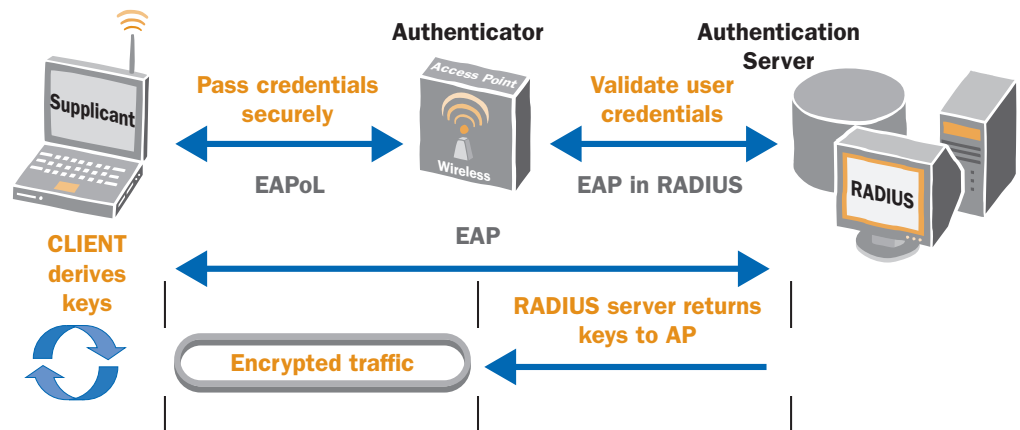 Authenticator
Authentication
Server
Access Point
Pass credentials
securely
Validate user
credentials
Supplicant
Wireless
EAPoL
EAP in RADIUS
RADIUS
EAP
CLIENT
derives
keys
RADIUS server returns
keys to AP
Encrypted traffic